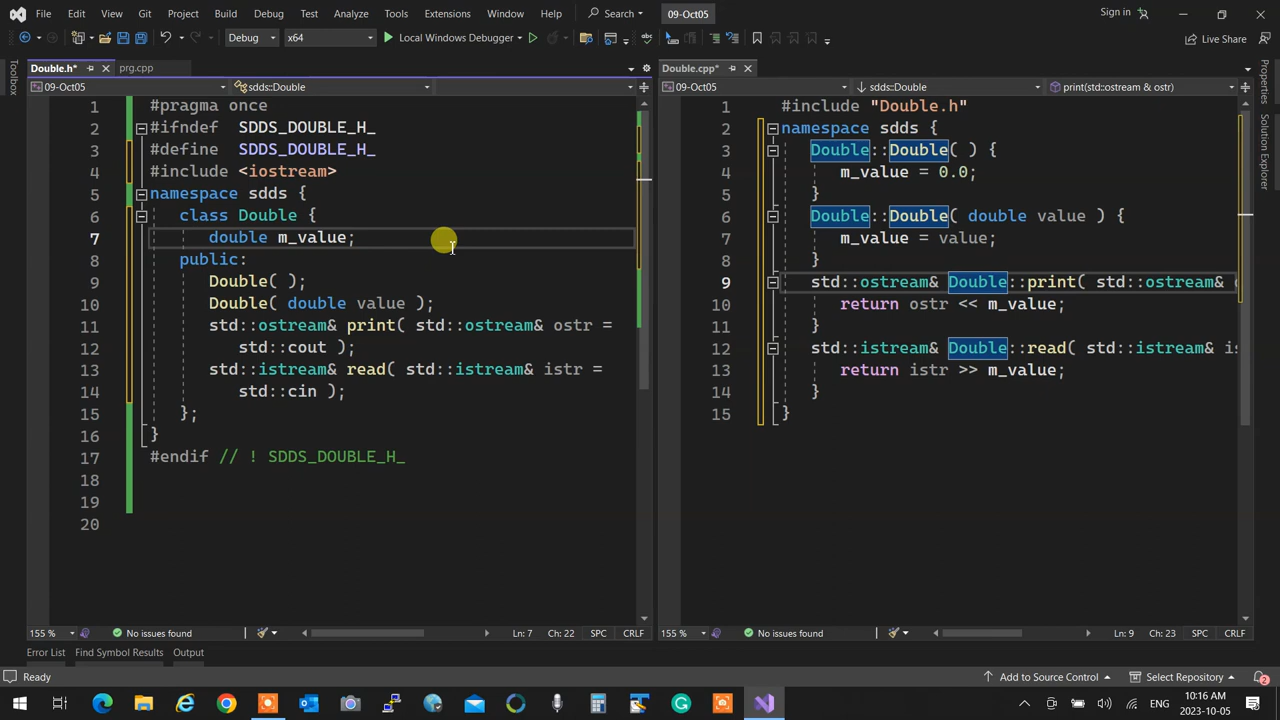 File Edit View Git Project Build Debug Test Analyze Tools Extensions Window Help Search 09-Oct05 Sign in
Debug x64 Local Windows Debugger Live Share
Toolbox
Double.h* prg.cpp
09-Oct05 sdds::Double
1 #pragma once
2 #ifndef SDDS_DOUBLE_H_
3 #define SDDS_DOUBLE_H_
4 #include <iostream>
5 namespace sdds {
6 class Double {
7 double m_value;
8 public:
9 Double( );
10 Double( double value );
11 std::ostream& print( std::ostream& ostr =
12 std::cout );
13 std::istream& read( std::istream& istr =
14 std::cin );
15 };
16 }
17 #endif // ! SDDS_DOUBLE_H_
18
19
20
155 % No issues found Ln: 7 Ch: 22 SPC CRLF
Double.cpp*
09-Oct05 sdds::Double print(std::ostream & ostr)
1 #include "Double.h"
2 namespace sdds {
3 Double::Double( ) {
4 m_value = 0.0;
5 }
6 Double::Double( double value ) {
7 m_value = value;
8 }
9 std::ostream& Double::print( std::ostream&
10 return ostr << m_value;
11 }
12 std::istream& Double::read( std::istream& is
13 return istr >> m_value;
14 }
15 }
155 % No issues found Ln: 9 Ch: 23 SPC CRLF
Properties
Solution Explorer
Error List Find Symbol Results Output
Ready Add to Source Control Select Repository 2
ENG 10:16 AM
2023-10-05